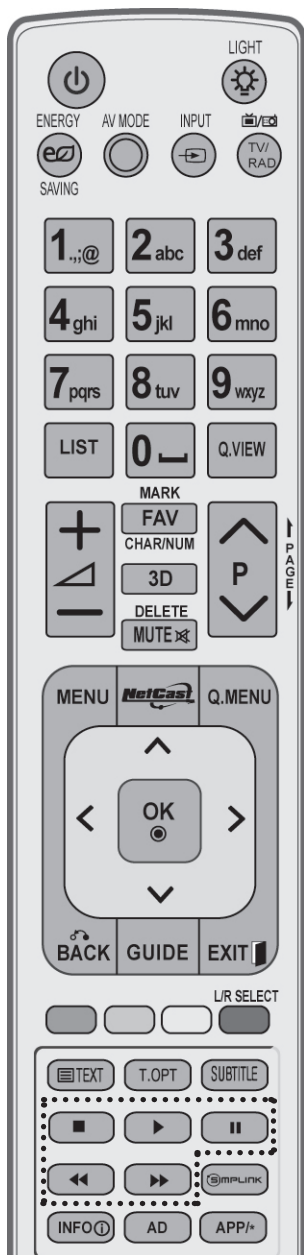 LIGHT
ENERGY AV MODE INPUT
TV/
RAD
SAVING
1.,;@ 2abc 3def
4ghi 5jkl 6mno
7pqrs 8tuv 9wxyz
LIST 0 Q.VIEW
MARK
FAV
CHAR/NUM
3D
P
PAGE
DELETE
MUTE
MENU NetCast Q.MENU
OK
BACK GUIDE EXIT
L/R SELECT
TEXT T.OPT SUBTITLE
SIMPLINK
INFO i AD APP/*